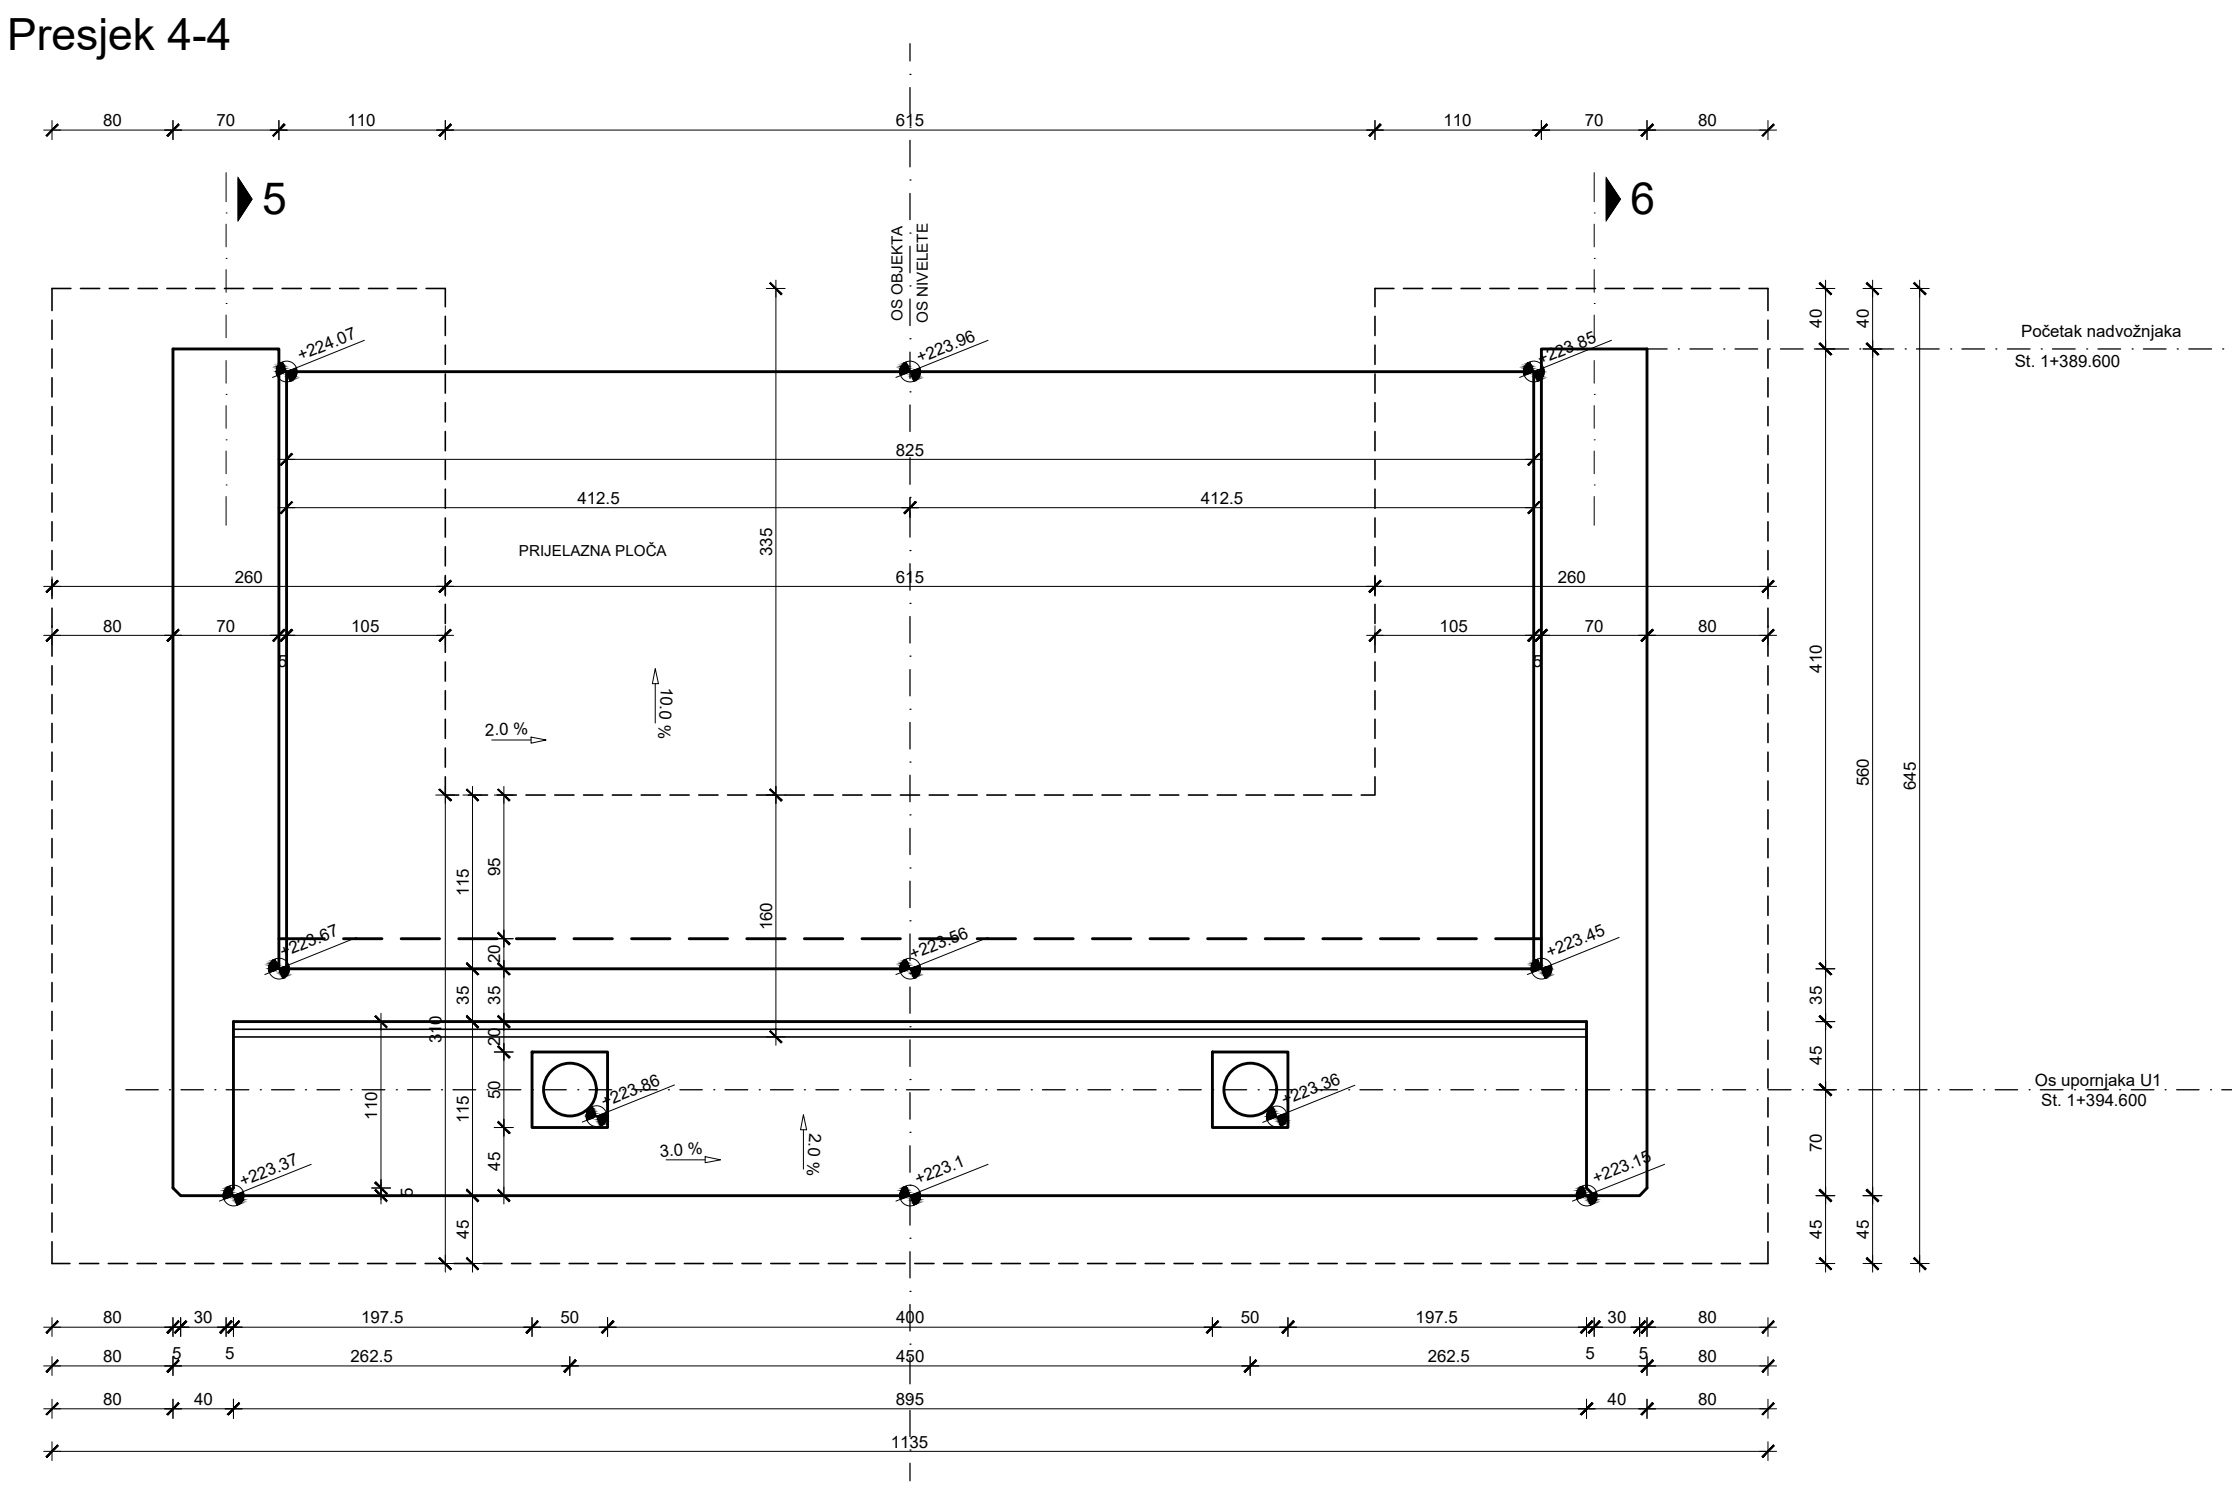 Presjek 4-4
80 70 110 615 110 70 80
5 6
OS OBJEKTA
OS NIVELETE
+224.07 +223.96 +223.85
40 40
Početak nadvožnjaka
St. 1+389.600
825
412.5 412.5
335
PRIJELAZNA PLOČA
260 615 260
80 70 105 105 70 80
5 5
410
560
645
10.0 %
2.0 %
95
115
160
+223.67 +223.56 +223.45
20
35 35 35
310
20
45
+223.86 +223.36
Os upornjaka U1
St. 1+394.600
110
115
50
70
3.0 %
2.0 %
45
+223.37 +223.1 +223.15
5
45 45 45
80 30 197.5 50 400 50 197.5 30 80
5 5 5 5
80 262.5 450 262.5 80
80 40 895 40 80
1135